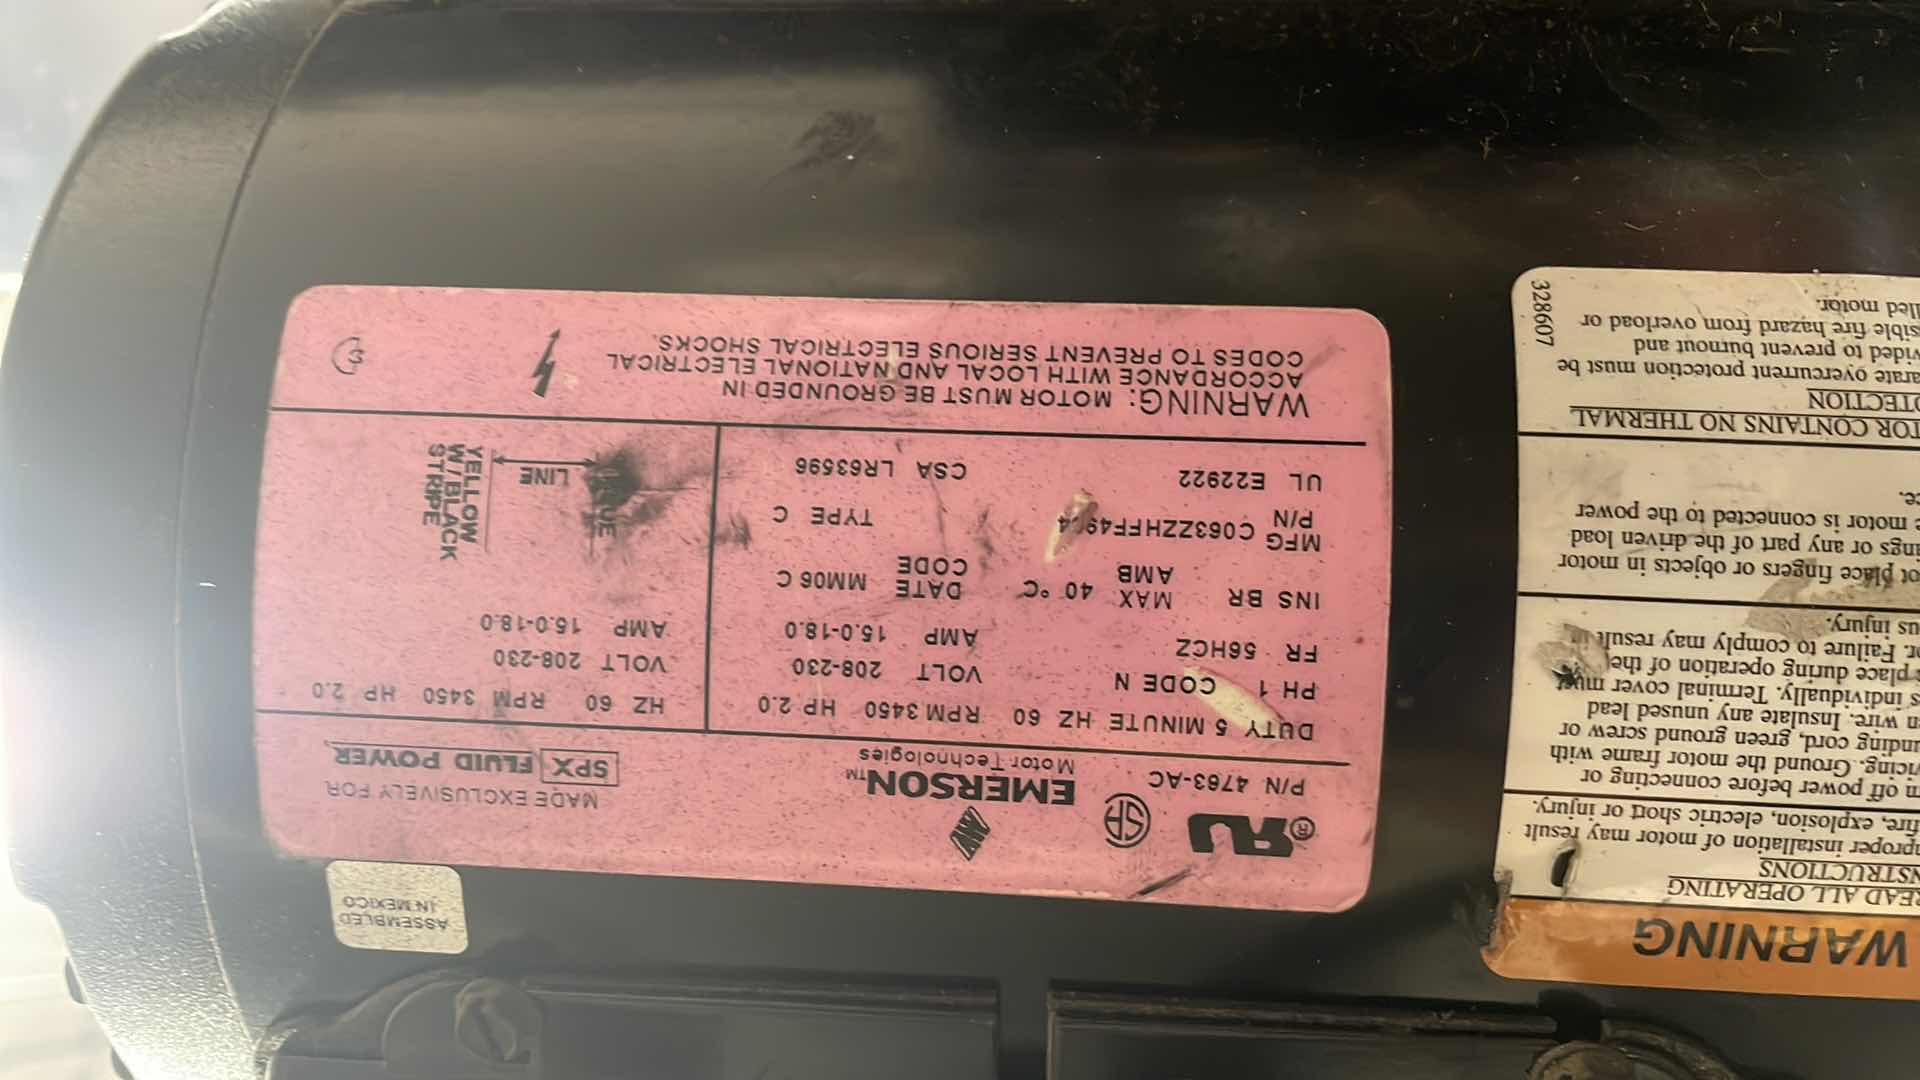 P/N 4763-AC
EMERSON™
Motor Technologies
MADE EXCLUSIVELY FOR
SPX FLUID POWER
DUTY 5 MINUTE HZ 60 RPM 3450 HP 2.0
PH 1 CODE N VOLT 208-230
FR 56HCZ AMP 15.0-18.0
INS BR MAX AMB 40 °C DATE CODE MM06 C
MFG P/N TYPE C
UL E22922 CSA LR63596
HZ 60 RPM 3450 HP 2.0
VOLT 208-230
AMP 15.0-18.0
LINE
YELLOW
W/ BLACK
STRIPE
WARNING: MOTOR MUST BE GROUNDED IN
ACCORDANCE WITH LOCAL AND NATIONAL ELECTRICAL
CODES TO PREVENT SERIOUS ELECTRICAL SHOCKS.
ASSEMBLED
IN MEXICO
WARNING
READ ALL OPERATING
INSTRUCTIONS
mproper installation of motor may result
fire, explosion, electric short or injury.
off power before connecting or
vicing. Ground the motor frame with
unding cord, green ground screw or
wire. Insulate any unused lead
individually. Terminal cover must
place during operation of the
Failure to comply may result
us injury.
ot place fingers or objects in motor
ings or any part of the driven load
motor is connected to the power
ce.
TOR CONTAINS NO THERMAL
OTECTION
arate overcurrent protection must be
vided to prevent burnout and
sible fire hazard from overload or
lled motor.
328607